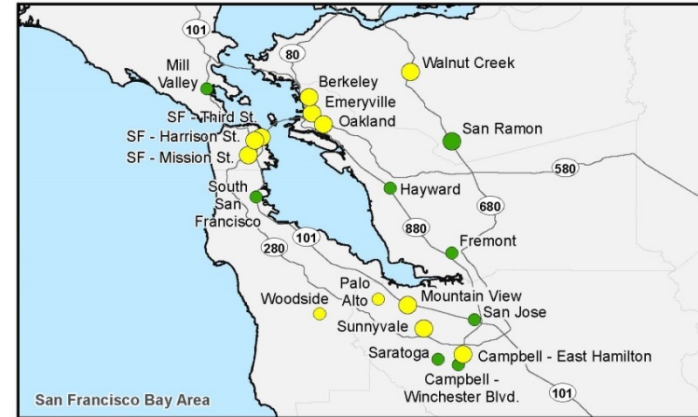 101
80
Mill
Valley
Walnut Creek
Berkeley
Emeryville
Oakland
SF - Third St.
SF - Harrison St.
SF - Mission St.
San Ramon
580
South
San
Francisco
Hayward
680
880
Fremont
101
280
Palo
Alto
Woodside
Mountain View
San Jose
Sunnyvale
Saratoga
Campbell - East Hamilton
Campbell -
Winchester Blvd.
101
San Francisco Bay Area